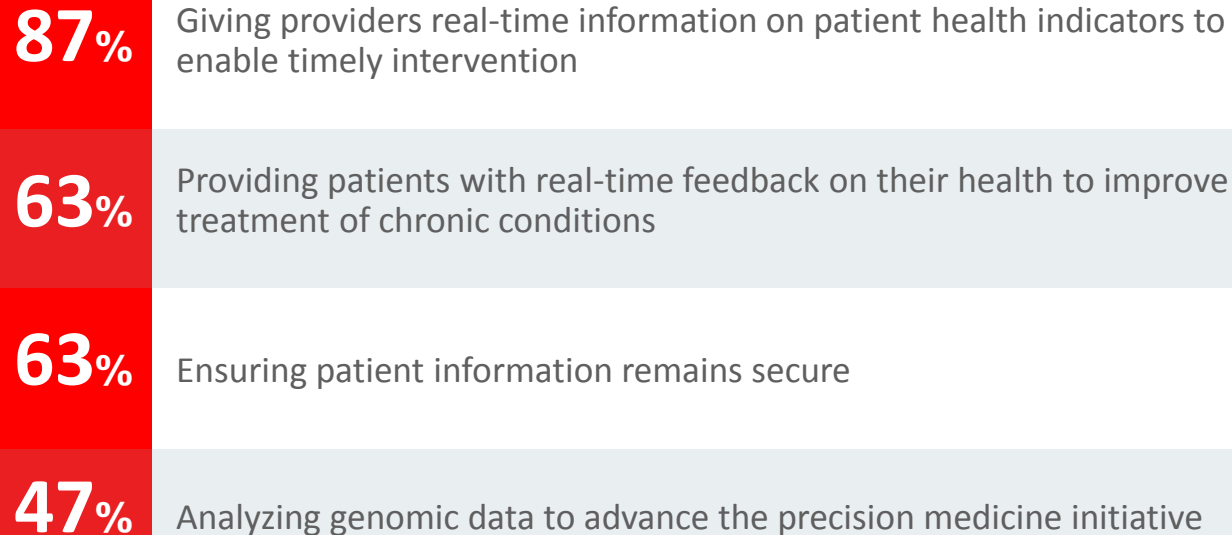 87%
Giving providers real-time information on patient health indicators to
enable timely intervention
63%
Providing patients with real-time feedback on their health to improve
treatment of chronic conditions
63%
Ensuring patient information remains secure
47%
Analyzing genomic data to advance the precision medicine initiative